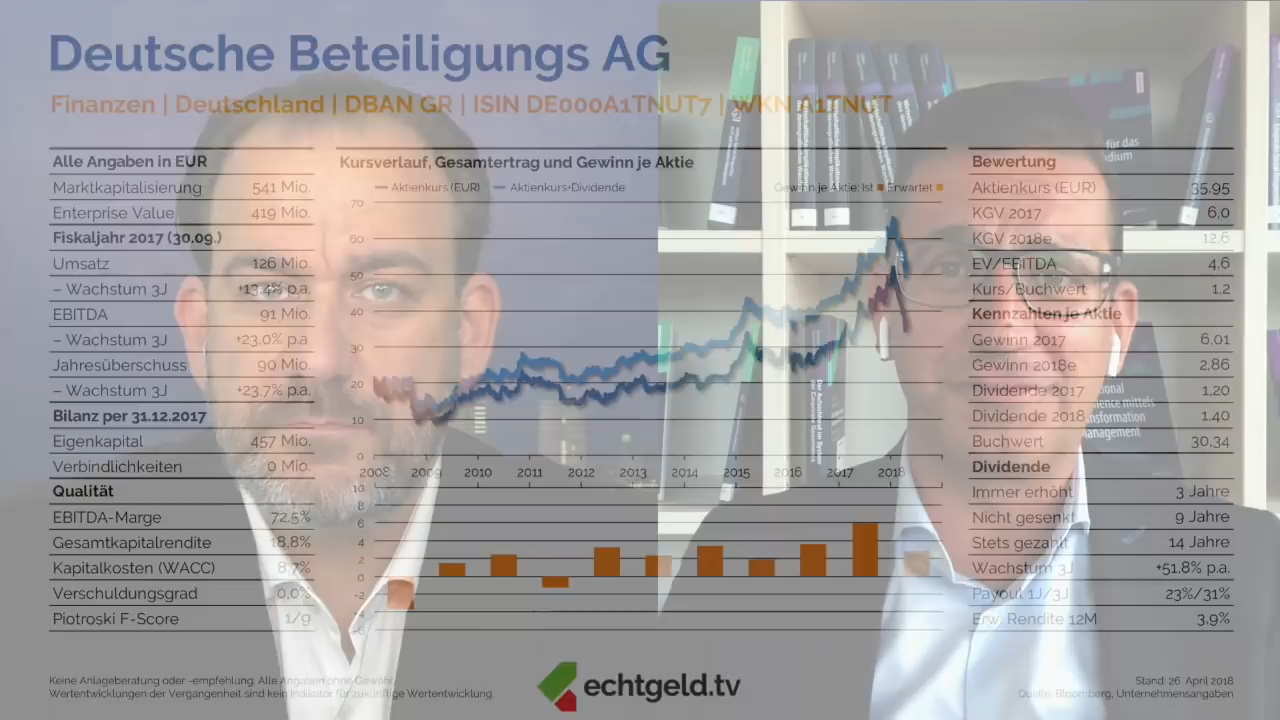 Deutsche Beteiligungs AG
Finanzen | Deutschland | DBAN GR | ISIN DE000A1TNUT7 | WKN A1TNUT
Alle Angaben in EUR
Marktkapitalisierung 541 Mio.
Enterprise Value 419 Mio.
Fiskaljahr 2017 (30.09.)
Umsatz 126 Mio.
– Wachstum 3J +13,4% p.a.
EBITDA 91 Mio.
– Wachstum 3J +23,0% p.a
Jahresüberschuss 90 Mio.
– Wachstum 3J +23,7% p.a.
Bilanz per 31.12.2017
Eigenkapital 457 Mio.
Verbindlichkeiten 0 Mio.
Qualität
EBITDA-Marge 72,5%
Gesamtkapitalrendite 18,8%
Kapitalkosten (WACC) 8,7%
Verschuldungsgrad 0,0%
Piotroski F-Score 1/9
Kursverlauf, Gesamtertrag und Gewinn je Aktie
Aktienkurs (EUR) Aktienkurs+Dividende Gewinn je Aktie: Ist Erwartet
70
60
50
40
30
20
10
0
2008 2009 2010 2011 2012 2013 2014 2015 2016 2017 2018
10
8
6
4
2
0
-2
-4
-6
Bewertung
Aktienkurs (EUR) 35,95
KGV 2017 6,0
KGV 2018e 12,6
EV/EBITDA 4,6
Kurs/Buchwert 1,2
Kennzahlen je Aktie
Gewinn 2017 6,01
Gewinn 2018e 2,86
Dividende 2017 1,20
Dividende 2018 1,40
Buchwert 30,34
Dividende
Immer erhöht 3 Jahre
Nicht gesenkt 9 Jahre
Stets gezahlt 14 Jahre
Wachstum 3J +51,8% p.a.
Payout 1J/3J 23%/31%
Erw. Rendite 12M 3,9%
für das
dium
ional
ence mittels
nsformation
anagement
Keine Anlageberatung oder -empfehlung. Alle Angaben ohne Gewähr.
Wertentwicklungen der Vergangenheit sind kein Indikator für zukünftige Wertentwicklung.
echtgeld.tv
Stand: 26. April 2018
Quelle: Bloomberg, Unternehmensangaben